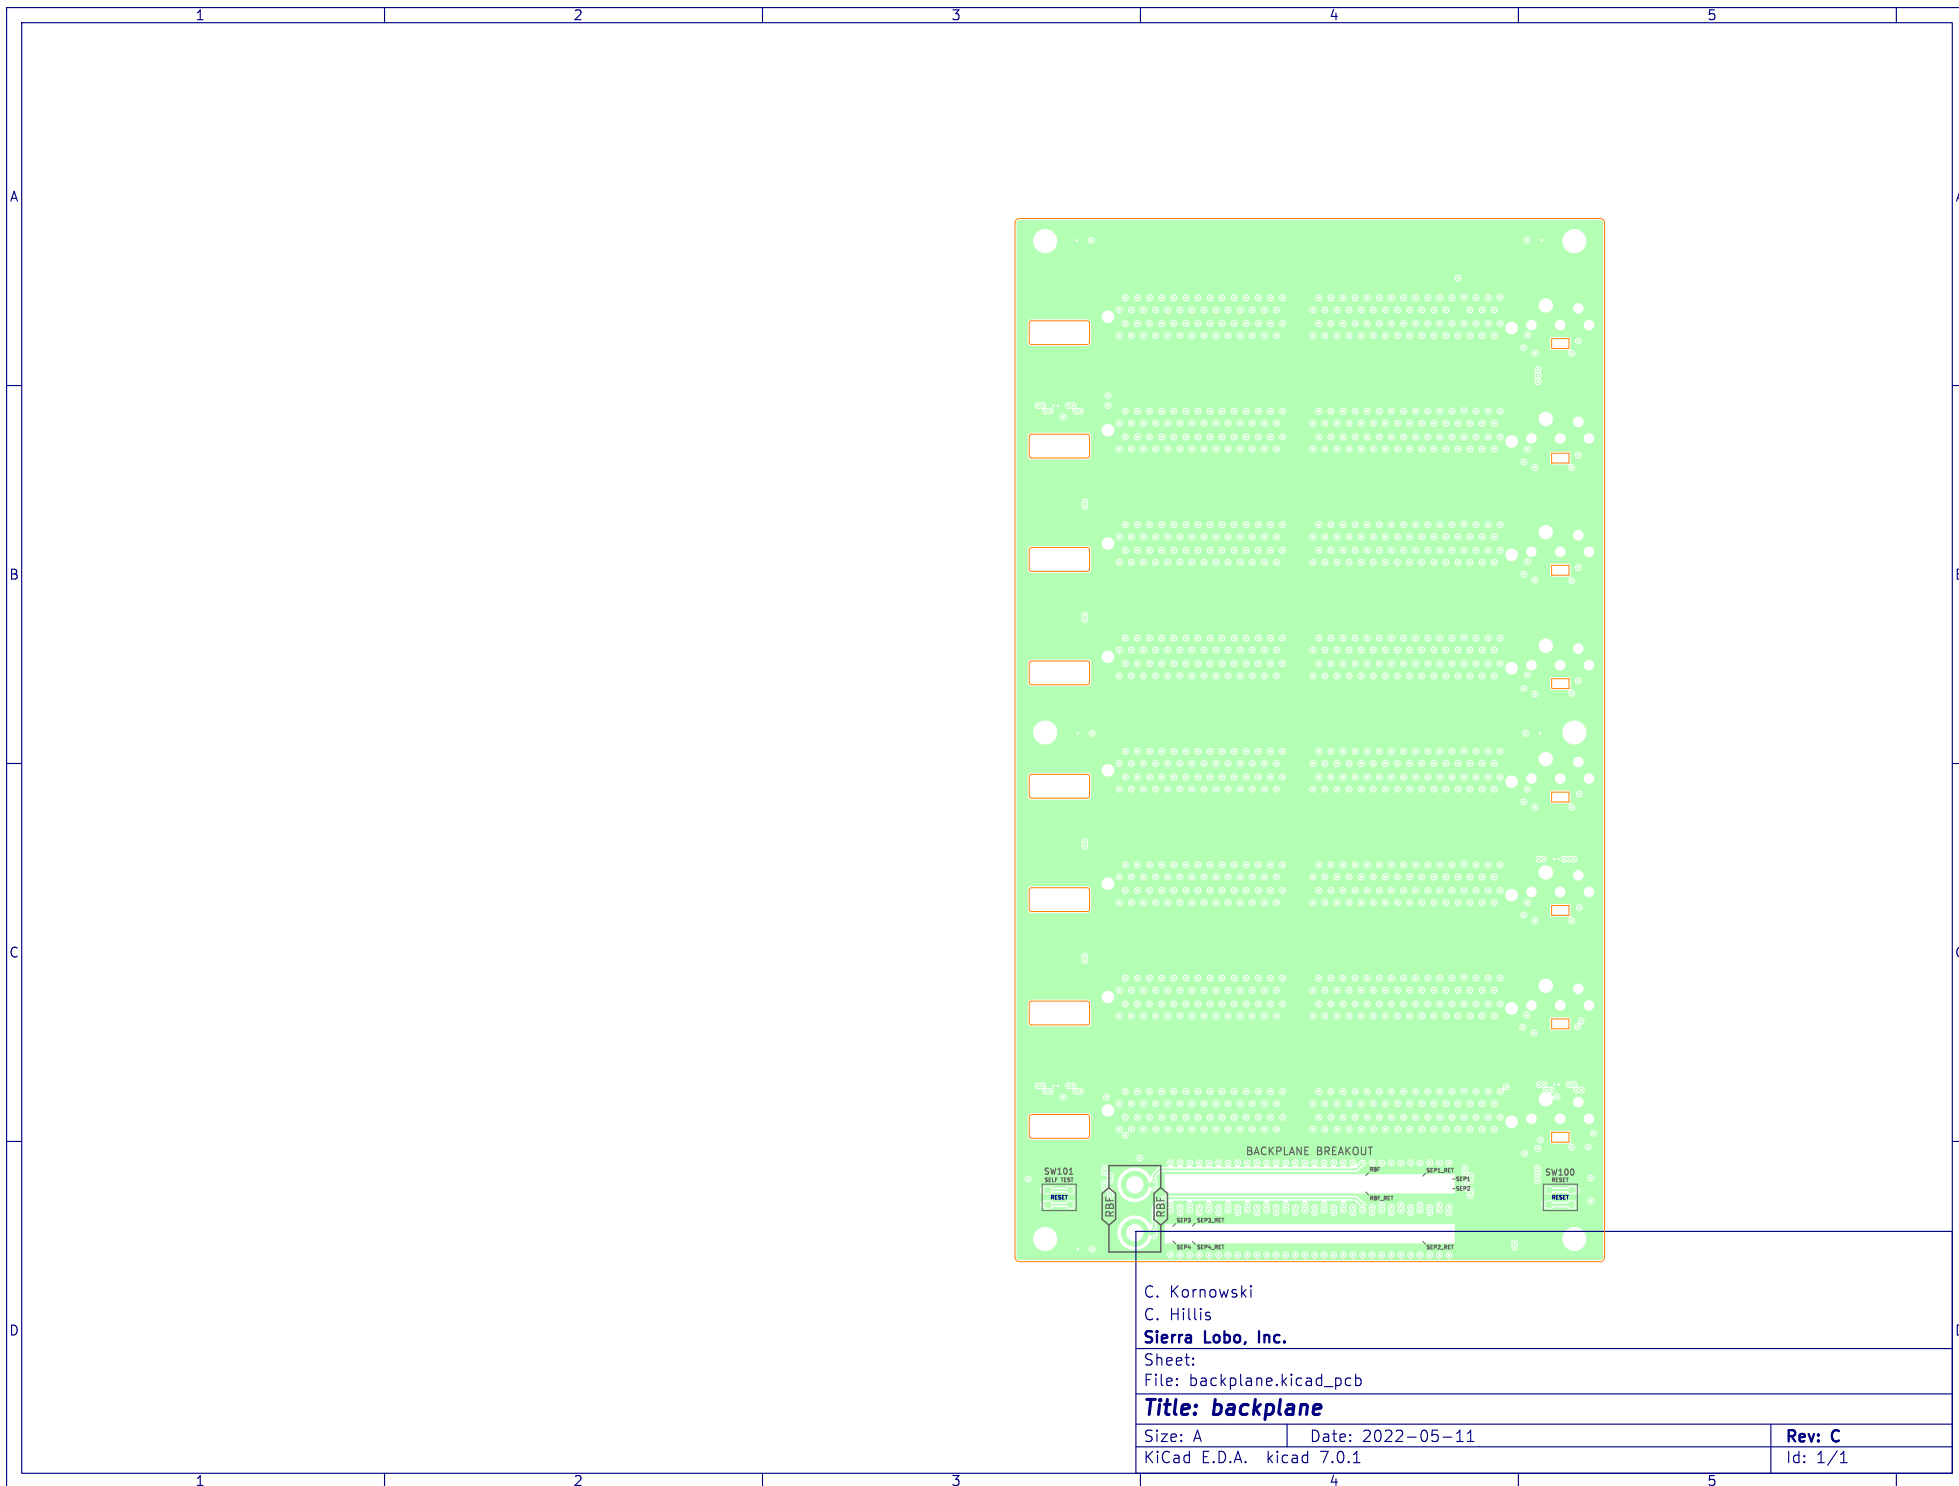 1 2 3 4 5
A A
B B
C C
D D
BACKPLANE BREAKOUT
SW101
SELF TEST
RESET
RBF
RBF
RBF
SEP1_RET
SEP1
SEP2
RBF_RET
SEP3 SEP3_RET
SEP4 SEP4_RET
SEP2_RET
SW100
RESET
RESET
C. Kornowski
C. Hillis
Sierra Lobo, Inc.
Sheet:
File: backplane.kicad_pcb
Title: backplane
Size: A Date: 2022-05-11 Rev: C
KiCad E.D.A. kicad 7.0.1 Id: 1/1
1 2 3 4 5